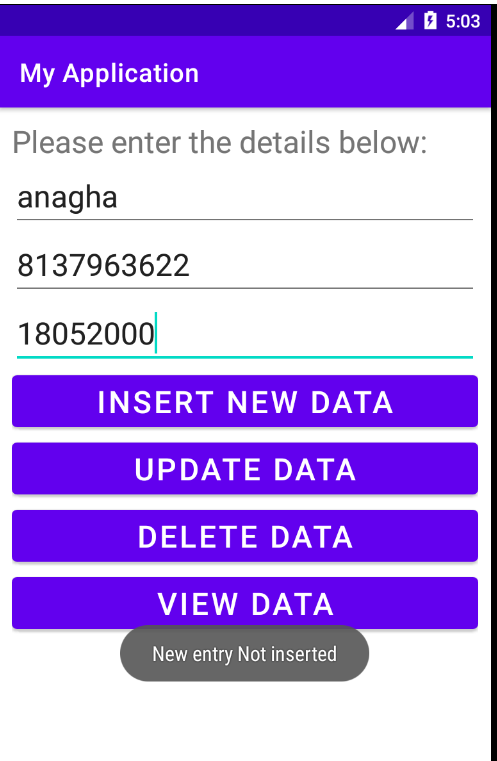 5:03
My Application
Please enter the details below:
anagha
8137963622
18052000
INSERT NEW DATA
UPDATE DATA
DELETE DATA
VIEW DATA
New entry Not inserted